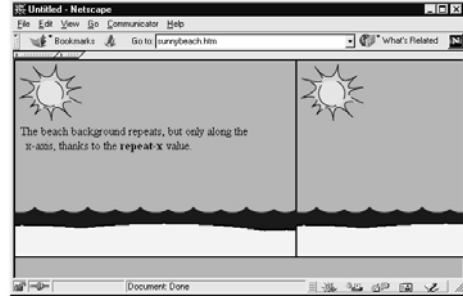 Untitled - Netscape
File Edit View Go Communicator Help
Bookmarks Go to: sunnybeach.htm What's Related N
The beach background repeats, but only along the
x-axis, thanks to the repeat-x value.
Document: Done